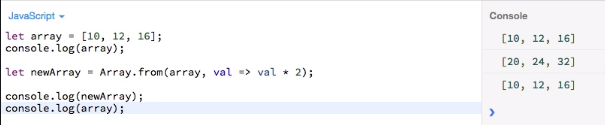 JavaScript
let array = [10, 12, 16];
console.log(array);
let newArray = Array.from(array, val => val * 2);
console.log(newArray);
console.log(array);
Console
[10, 12, 16]
[20, 24, 32]
[10, 12, 16]